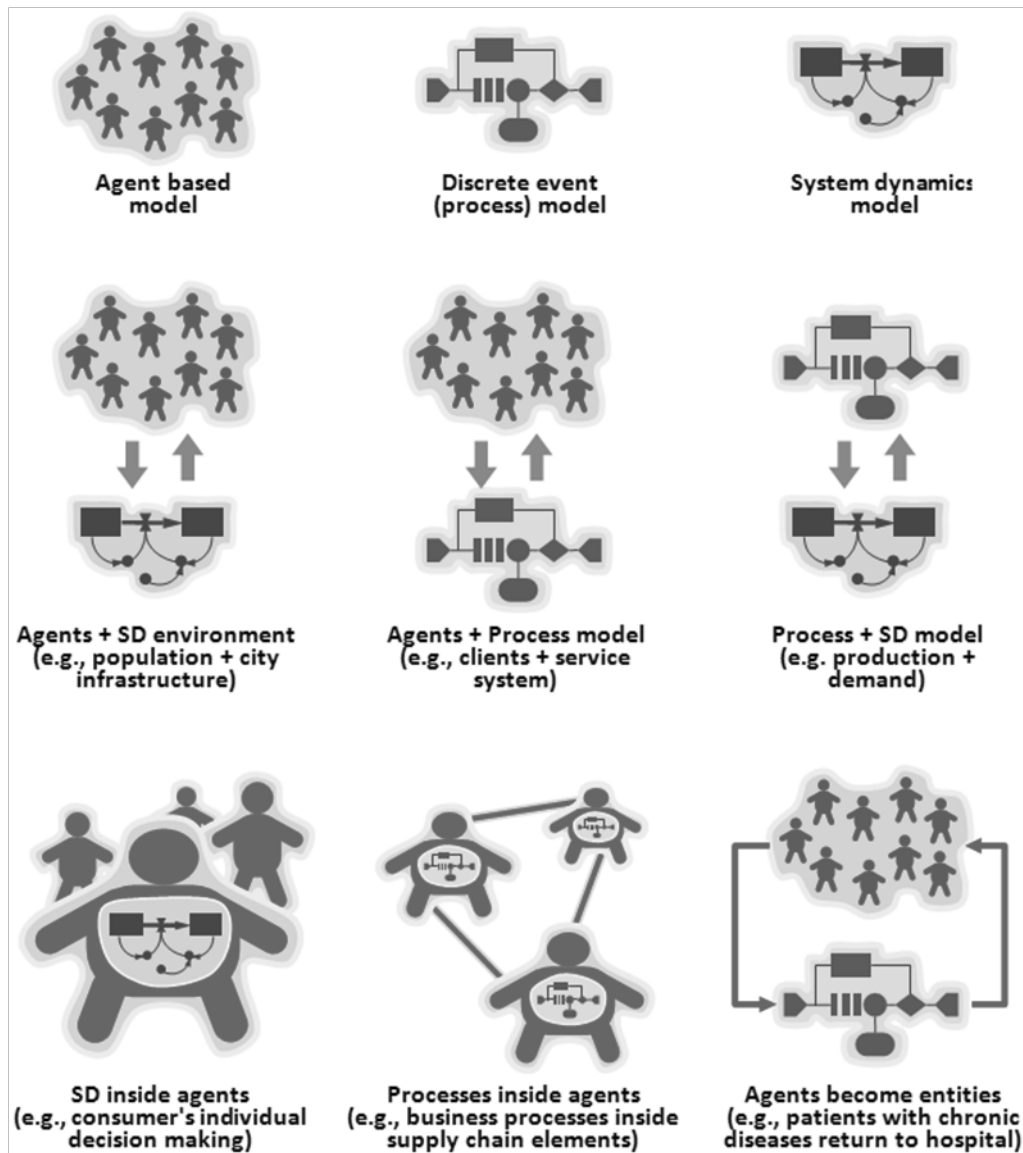 Agent based
model
Discrete event
(process) model
System dynamics
model
Agents + SD environment
(e.g., population + city
infrastructure)
Agents + Process model
(e.g., clients + service
system)
Process + SD model
(e.g. production +
demand)
SD inside agents
(e.g., consumer's individual
decision making)
Processes inside agents
(e.g., business processes inside
supply chain elements)
Agents become entities
(e.g., patients with chronic
diseases return to hospital)